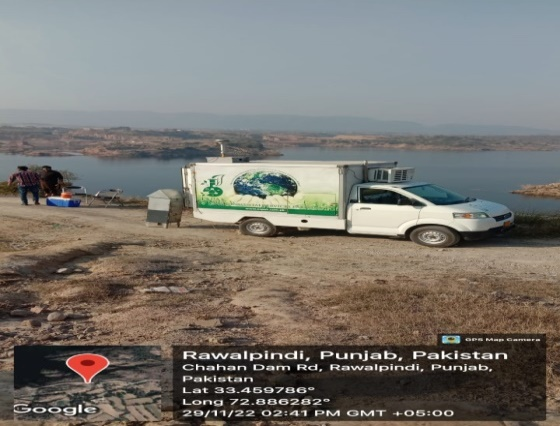 GPS Map Camera
Rawalpindi, Punjab, Pakistan
Chahan Dam Rd, Rawalpindi, Punjab,
Pakistan
Lat 33.459786°
Long 72.886282°
29/11/22 02:41 PM GMT +05:00
Google